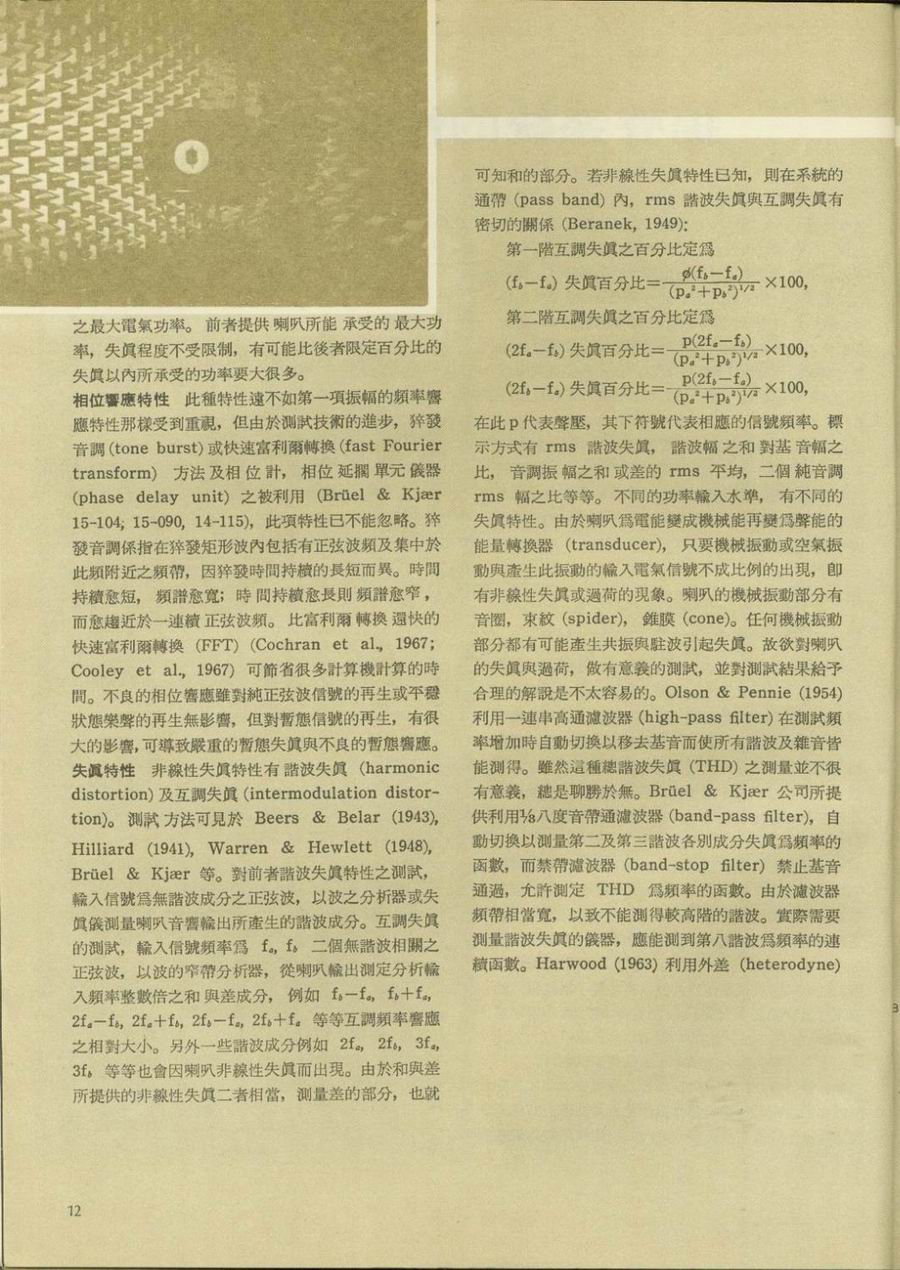 之最大電氣功率。前者提供喇叭所能承受的最大功
率，失眞程度不受限制，有可能比後者限定百分比的
失眞以內所承受的功率要大很多。
相位響應特性　此種特性遠不如第一項振幅的頻率響
應特性那樣受到重視，但由於測試技術的進步，猝發
音調 (tone burst) 或快速富利爾轉換 (fast Fourier
transform) 方法及相位計，相位延擱單元儀器
(phase delay unit) 之被利用 (Brüel & Kjær
15-104; 15-090, 14-115)，此項特性已不能忽略。猝
發音調係指在猝發矩形波內包括有正弦波頻及集中於
此頻附近之頻帶，因猝發時間持續的長短而異。時間
持續愈短，頻譜愈寬；時間持續愈長則頻譜愈窄，
而愈趨近於一連續正弦波頻。比富利爾轉換還快的
快速富利爾轉換 (FFT) (Cochran et al., 1967;
Cooley et al., 1967) 可節省很多計算機計算的時
間。不良的相位響應雖對純正弦波信號的再生或平穩
狀態樂聲的再生無影響，但對暫態信號的再生，有很
大的影響，可導致嚴重的暫態失眞與不良的暫態響應。
失眞特性　非線性失眞特性有諧波失眞 (harmonic
distortion) 及互調失眞 (intermodulation distor-
tion)。測試方法可見於 Beers & Belar (1943),
Hilliard (1941), Warren & Hewlett (1948),
Brüel & Kjær 等。對前者諧波失眞特性之測試，
輸入信號爲無諧波成分之正弦波，以波之分析器或失
眞儀測量喇叭音響輸出所產生的諧波成分。互調失眞
的測試，輸入信號頻率爲 fₐ, f_b 二個無諧波相關之
正弦波，以波的窄帶分析器，從喇叭輸出測定分析輸
入頻率整數倍之和與差成分，例如 f_b－fₐ, f_b＋fₐ,
2fₐ－f_b, 2fₐ＋f_b, 2f_b－fₐ, 2f_b＋fₐ 等等互調頻率響應
之相對大小。另外一些諧波成分例如 2fₐ, 2f_b, 3fₐ,
3f_b 等等也會因喇叭非線性失眞而出現。由於和與差
所提供的非線性失眞二者相當，測量差的部分，也就
可知和的部分。若非線性失眞特性已知，則在系統的
通帶 (pass band) 內，rms 諧波失眞與互調失眞有
密切的關係 (Beranek, 1949):
第一階互調失眞之百分比定爲
(f_b－fₐ) 失眞百分比＝ø(f_b－fₐ)/(pₐ²＋p_b²)^1/2 ×100,
第二階互調失眞之百分比定爲
(2fₐ－f_b) 失眞百分比＝p(2fₐ－f_b)/(pₐ²＋p_b²)^1/2 ×100,
(2f_b－fₐ) 失眞百分比＝p(2f_b－fₐ)/(pₐ²＋p_b²)^1/2 ×100,
在此 p 代表聲壓，其下符號代表相應的信號頻率。標
示方式有 rms 諧波失眞，諧波幅之和對基音幅之
比，音調振幅之和或差的 rms 平均，二個純音調
rms 幅之比等等。不同的功率輸入水準，有不同的
失眞特性。由於喇叭爲電能變成機械能再變爲聲能的
能量轉換器 (transducer)，只要機械振動或空氣振
動與產生此振動的輸入電氣信號不成比例的出現，卽
有非線性失眞或過荷的現象。喇叭的機械振動部分有
音圈，束紋 (spider)，錐膜 (cone)。任何機械振動
部分都有可能產生共振與駐波引起失眞。故欲對喇叭
的失眞與過荷，做有意義的測試，並對測試結果給予
合理的解說是不太容易的。Olson & Pennie (1954)
利用一連串高通濾波器 (high-pass filter) 在測試頻
率增加時自動切換以移去基音而使所有諧波及雜音皆
能測得。雖然這種總諧波失眞 (THD) 之測量並不很
有意義，總是聊勝於無。Brüel & Kjær 公司所提
供利用⅓八度音帶通濾波器 (band-pass filter)，自
動切換以測量第二及第三諧波各別成分失眞爲頻率的
函數，而禁帶濾波器 (band-stop filter) 禁止基音
通過，允許測定 THD 爲頻率的函數。由於濾波器
頻帶相當寬，以致不能測得較高階的諧波。實際需要
測量諧波失眞的儀器，應能測到第八諧波爲頻率的連
續函數。Harwood (1963) 利用外差 (heterodyne)
12